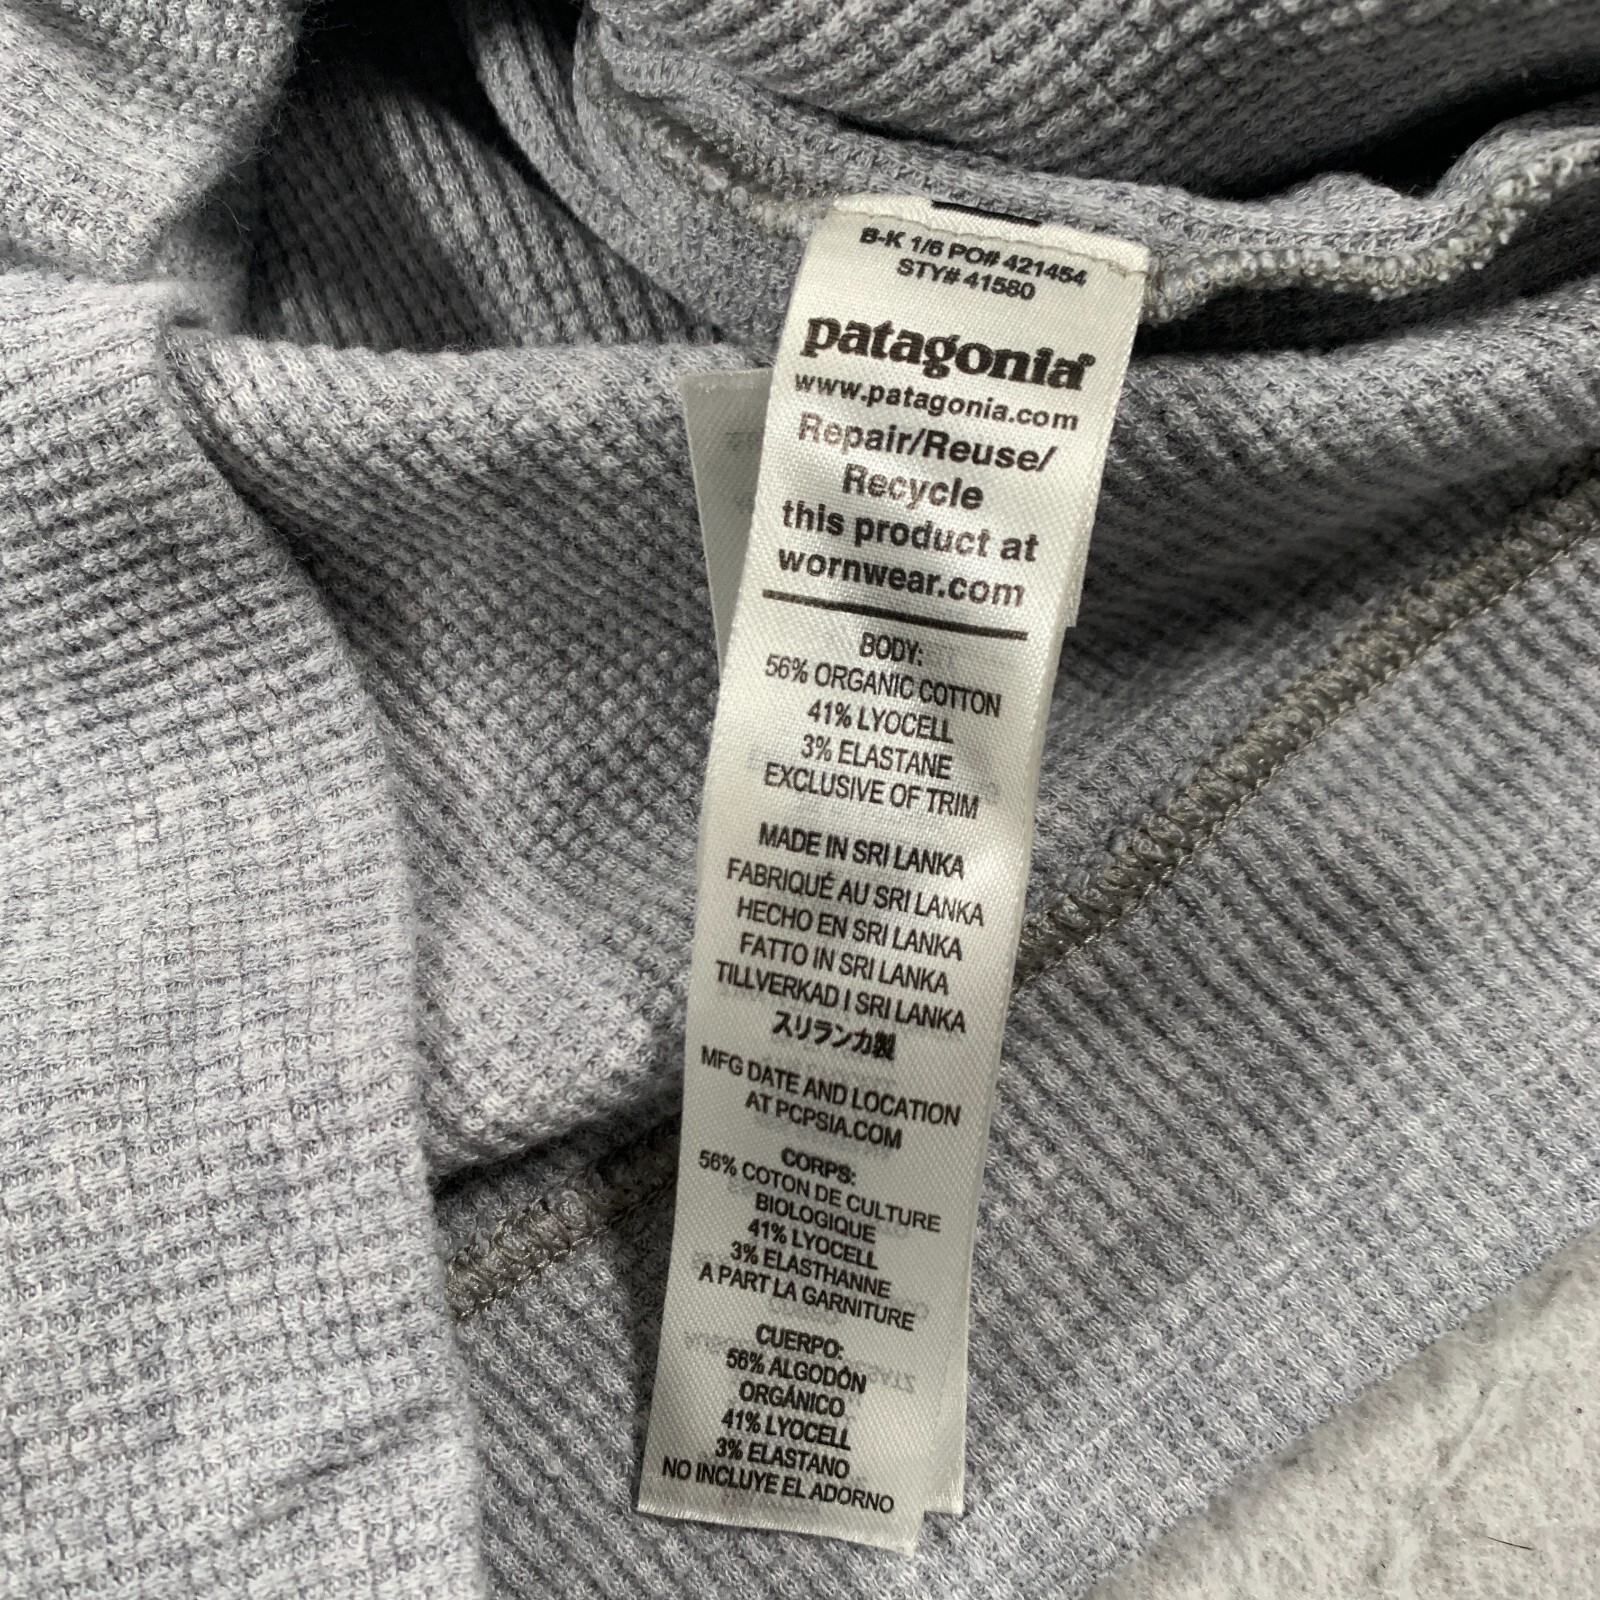 B-K 1/6 PO# 421454
STY# 41580
patagonia®
www.patagonia.com
Repair/Reuse/
Recycle
this product at
wornwear.com
BODY:
56% ORGANIC COTTON
41% LYOCELL
3% ELASTANE
EXCLUSIVE OF TRIM
MADE IN SRI LANKA
FABRIQUÉ AU SRI LANKA
HECHO EN SRI LANKA
FATTO IN SRI LANKA
TILLVERKAD I SRI LANKA
スリランカ製
MFG DATE AND LOCATION
AT PCPSIA.COM
CORPS:
56% COTON DE CULTURE
BIOLOGIQUE
41% LYOCELL
3% ELASTHANNE
A PART LA GARNITURE
CUERPO:
56% ALGODÓN
ORGÁNICO
41% LYOCELL
3% ELASTANO
NO INCLUYE EL ADORNO